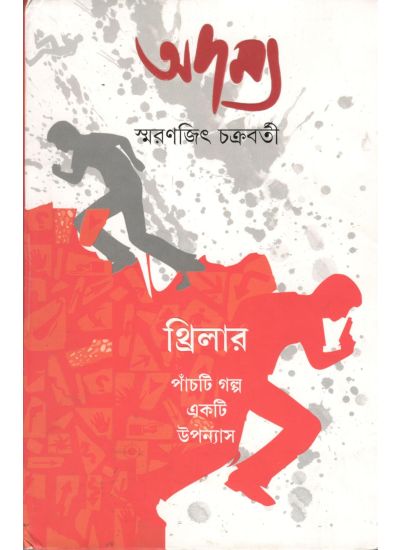 অদম্য
স্মরণজিৎ চক্রবর্তী
থ্রিলার
পাঁচটি গল্প
একটি
উপন্যাস